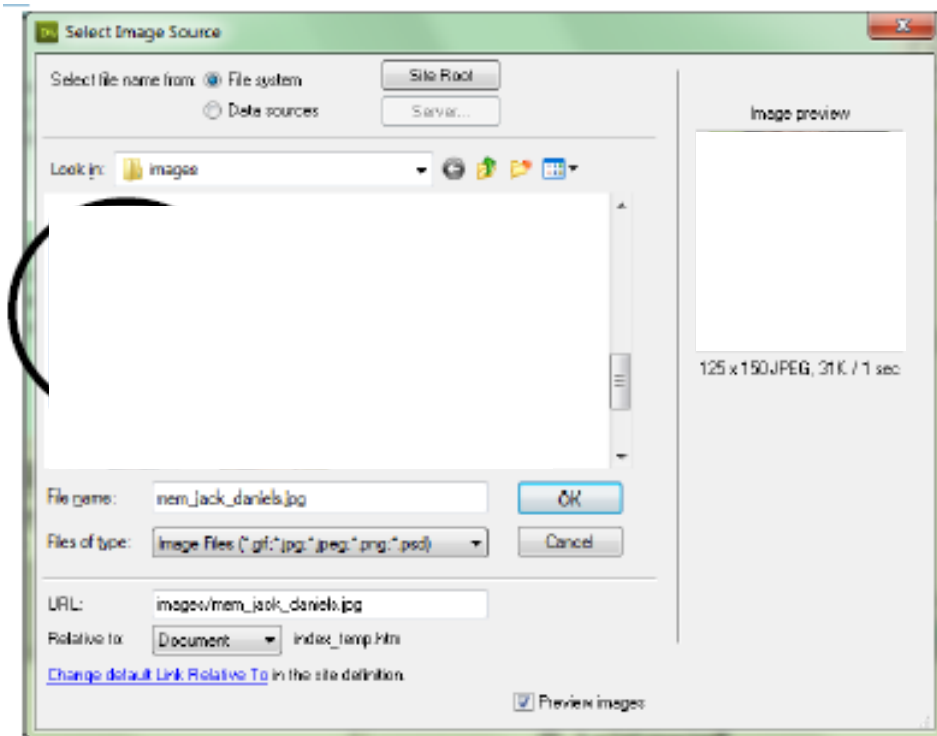 Dw Select Image Source
Select file name from: File system Site Root
Data sources Server...
Image preview
Look in: images
125 x 150 JPEG, 31K / 1 sec
File name: mem_jack_daniels.jpg OK
Files of type: Image Files (*.gif;*.jpg;*.jpeg;*.png;*.psd) Cancel
URL: images/mem_jack_daniels.jpg
Relative to: Document index_temp.htm
Change default Link Relative To in the site definition.
Preview images